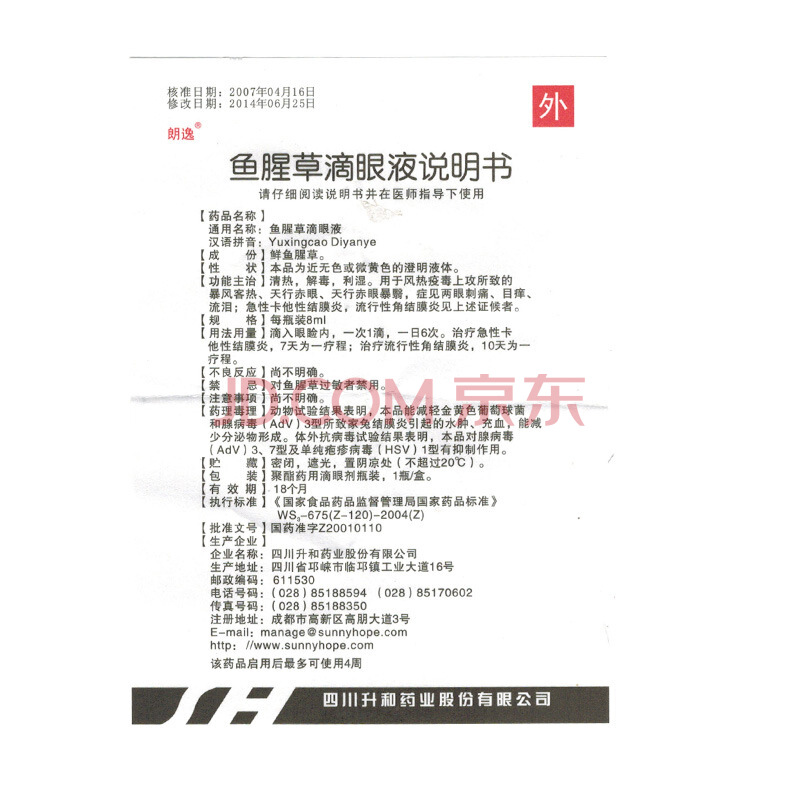 核准日期：2007年04月16日
修改日期：2014年06月25日
外
朗逸®
鱼腥草滴眼液说明书
请仔细阅读说明书并在医师指导下使用
【药品名称】
通用名称：鱼腥草滴眼液
汉语拼音：Yuxingcao Diyanye
【成　　份】鲜鱼腥草。
【性　　状】本品为近无色或微黄色的澄明液体。
【功能主治】清热，解毒，利湿。用于风热疫毒上攻所致的
暴风客热、天行赤眼、天行赤眼暴翳，症见两眼刺痛、目痒、
流泪；急性卡他性结膜炎，流行性角结膜炎见上述证候者。
【规　　格】每瓶装8ml
【用法用量】滴入眼睑内，一次1滴，一日6次。治疗急性卡
他性结膜炎，7天为一疗程；治疗流行性角结膜炎，10天为一
疗程。
【不良反应】尚不明确。
【禁　　忌】对鱼腥草过敏者禁用。
【注意事项】尚不明确。
JD.COM 京东
【药理毒理】动物试验结果表明，本品能减轻金黄色葡萄球菌
和腺病毒（AdV）3型所致家兔结膜炎引起的水肿、充血，能减
少分泌物形成。体外抗病毒试验结果表明，本品对腺病毒
（AdV）3、7型及单纯疱疹病毒（HSV）1型有抑制作用。
【贮　　藏】密闭，遮光，置阴凉处（不超过20℃）。
【包　　装】聚酯药用滴眼剂瓶装，1瓶/盒。
【有 效 期】18个月
【执行标准】《国家食品药品监督管理局国家药品标准》
WS₃-675(Z-120)-2004(Z)
【批准文号】国药准字Z20010110
【生产企业】
企业名称：四川升和药业股份有限公司
生产地址：四川省邛崃市临邛镇工业大道16号
邮政编码：611530
电话号码：（028）85188594 （028）85170602
传真号码：（028）85188350
注册地址：成都市高新区高朋大道3号
E-mail：manage@sunnyhope.com
http：//www.sunnyhope.com
该药品启用后最多可使用4周
四川升和药业股份有限公司